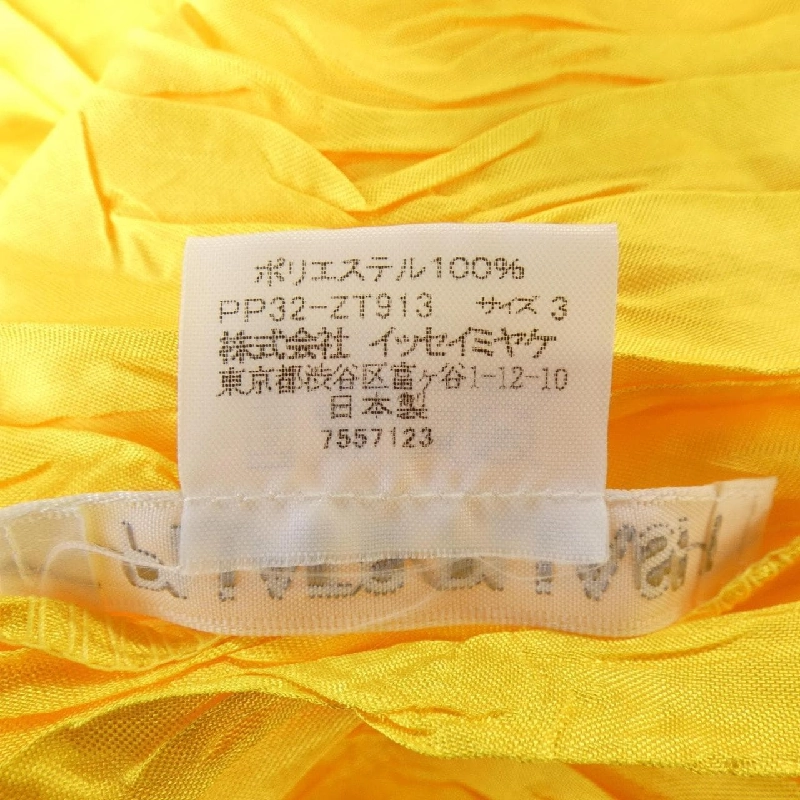 ポリエステル100%
PP32-ZT913 サイズ 3
株式会社 イッセイミヤケ
東京都渋谷区富ヶ谷1-12-10
日本製
7557123